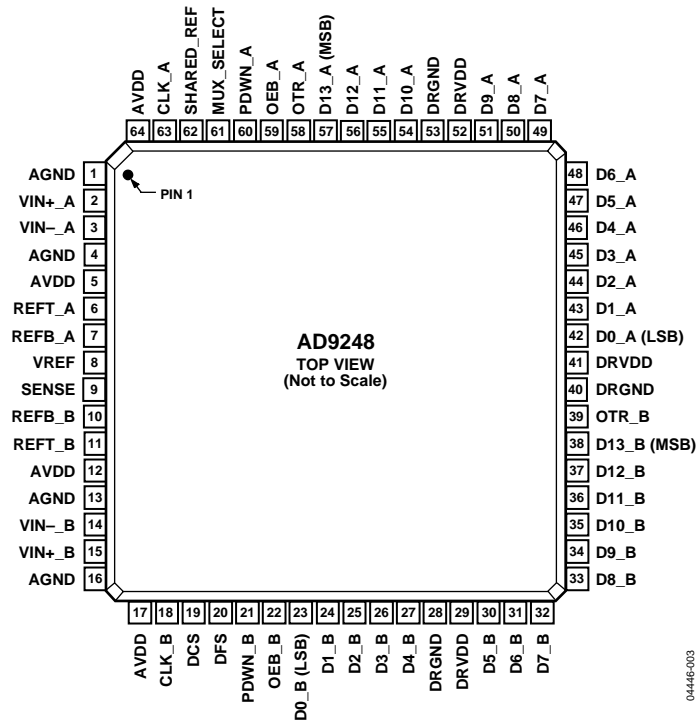 AVDD
CLK_A
SHARED_REF
MUX_SELECT
PDWN_A
OEB_A
OTR_A
D13_A (MSB)
D12_A
D11_A
D10_A
DRGND
DRVDD
D9_A
D8_A
D7_A
64 63 62 61 60 59 58 57 56 55 54 53 52 51 50 49
AGND 1
VIN+_A 2
VIN–_A 3
AGND 4
AVDD 5
REFT_A 6
REFB_A 7
VREF 8
SENSE 9
REFB_B 10
REFT_B 11
AVDD 12
AGND 13
VIN–_B 14
VIN+_B 15
AGND 16
PIN 1
AD9248
TOP VIEW
(Not to Scale)
48 D6_A
47 D5_A
46 D4_A
45 D3_A
44 D2_A
43 D1_A
42 D0_A (LSB)
41 DRVDD
40 DRGND
39 OTR_B
38 D13_B (MSB)
37 D12_B
36 D11_B
35 D10_B
34 D9_B
33 D8_B
17 18 19 20 21 22 23 24 25 26 27 28 29 30 31 32
AVDD
CLK_B
DCS
DFS
PDWN_B
OEB_B
D0_B (LSB)
D1_B
D2_B
D3_B
D4_B
DRGND
DRVDD
D5_B
D6_B
D7_B
04446-003